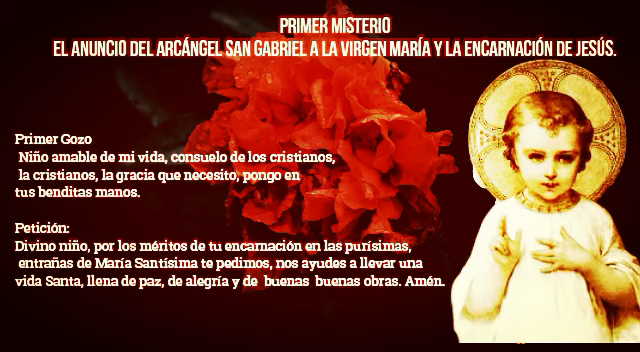 PRIMER MISTERIO
EL ANUNCIO DEL ARCÁNGEL SAN GABRIEL A LA VIRGEN MARÍA Y LA ENCARNACIÓN DE JESÚS.
Primer Gozo
Niño amable de mi vida, consuelo de los cristianos,
la cristianos, la gracia que necesito, pongo en
tus benditas manos.
Petición:
Divino niño, por los méritos de tu encarnación en las purísimas,
entrañas de María Santísima te pedimos, nos ayudes a llevar una
vida Santa, llena de paz, de alegría y de buenas buenas obras. Amén.